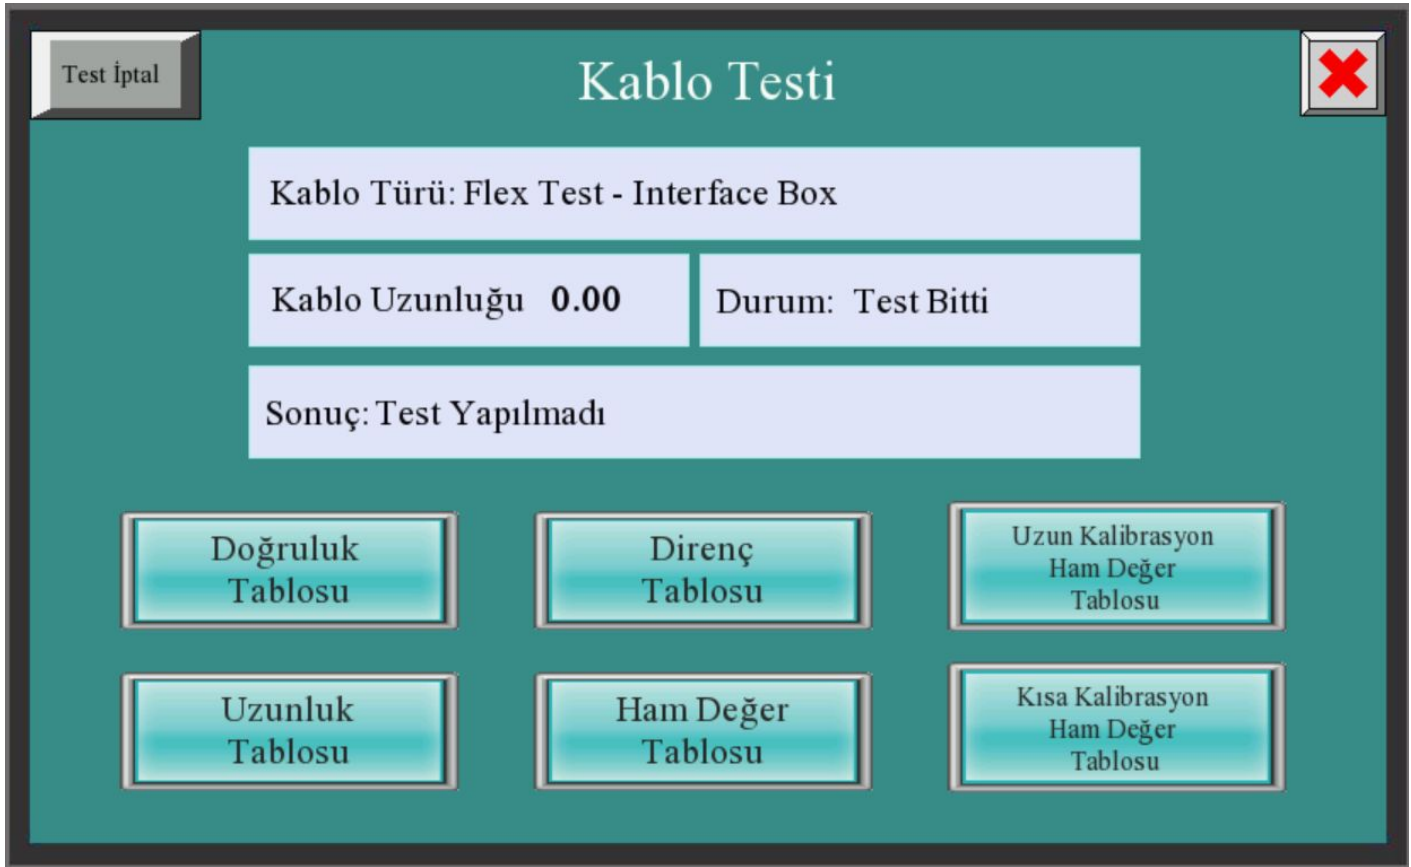 Test İptal
Kablo Testi
Kablo Türü: Flex Test - Interface Box
Kablo Uzunluğu 0.00
Durum: Test Bitti
Sonuç: Test Yapılmadı
Doğruluk
Tablosu
Direnç
Tablosu
Uzun Kalibrasyon
Ham Değer
Tablosu
Uzunluk
Tablosu
Ham Değer
Tablosu
Kısa Kalibrasyon
Ham Değer
Tablosu